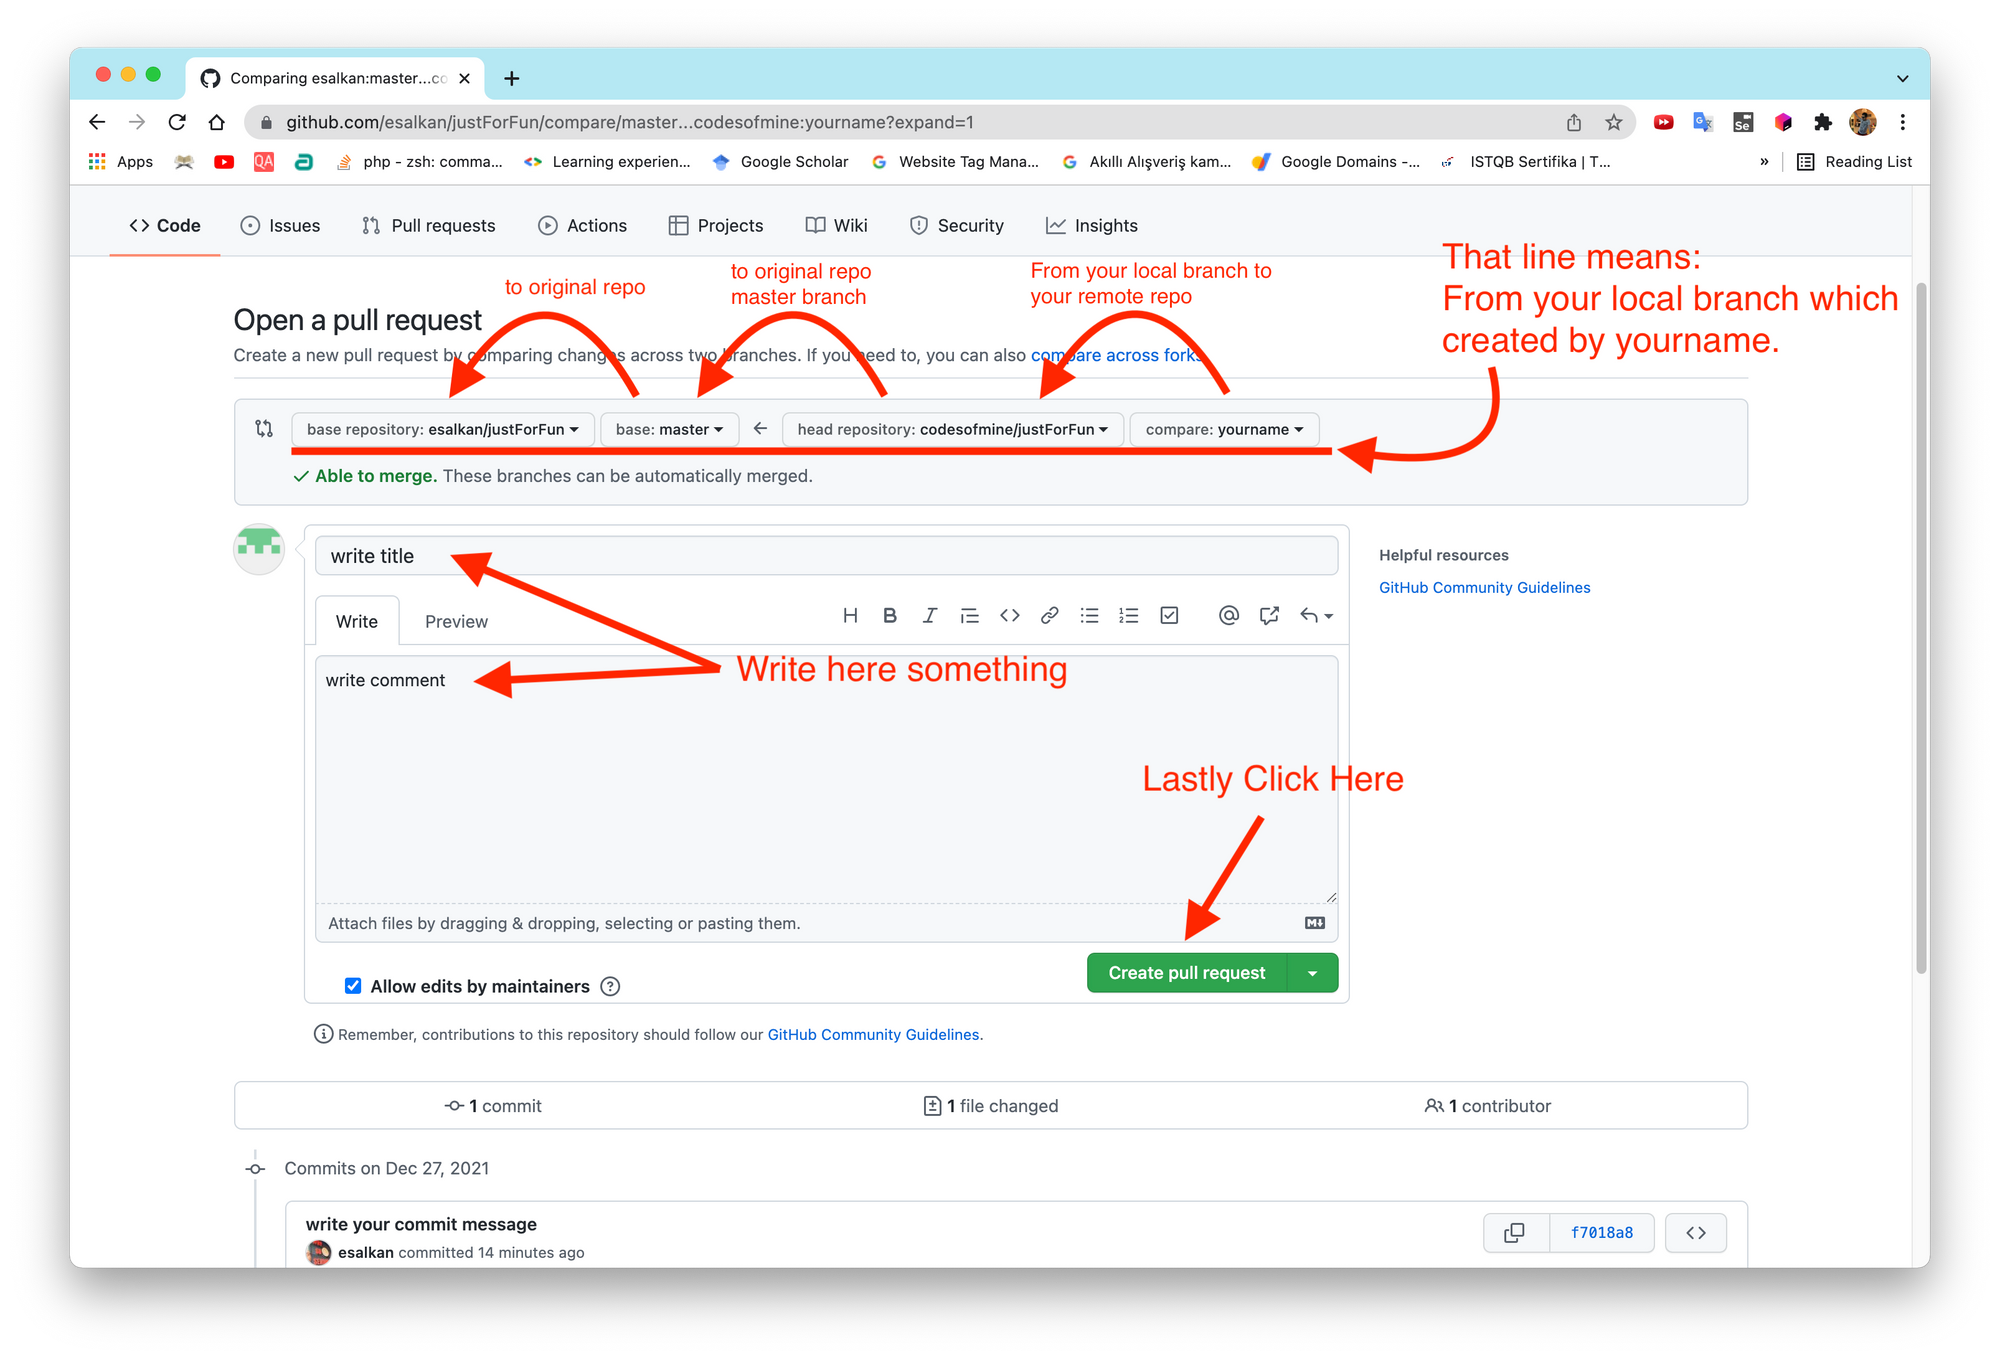 Comparing esalkan:master...co
github.com/esalkan/justForFun/compare/master...codesofmine:yourname?expand=1
Apps QA php - zsh: comma... Learning experien... Google Scholar Website Tag Mana... Akıllı Alışveriş kam... Google Domains -... ISTQB Sertifika | T... » Reading List
Se
Code Issues Pull requests Actions Projects Wiki Security Insights
to original repo
to original repo
master branch
From your local branch to
your remote repo
That line means:
From your local branch which
created by yourname.
Open a pull request
Create a new pull request by comparing changes across two branches. If you need to, you can also compare across forks
base repository: esalkan/justForFun base: master head repository: codesofmine/justForFun compare: yourname
Able to merge. These branches can be automatically merged.
write title
Helpful resources
GitHub Community Guidelines
Write Preview
write comment
Write here something
Lastly Click Here
Attach files by dragging & dropping, selecting or pasting them.
Create pull request
Allow edits by maintainers
Remember, contributions to this repository should follow our GitHub Community Guidelines.
1 commit 1 file changed 1 contributor
Commits on Dec 27, 2021
write your commit message
f7018a8
esalkan committed 14 minutes ago